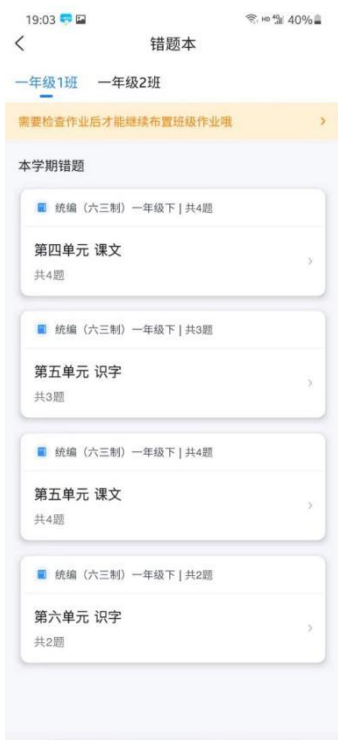 19:03 HD 40%
错题本
一年级1班 一年级2班
需要检查作业后才能继续布置班级作业哦
本学期错题
统编（六三制）一年级下 | 共4题
第四单元 课文
共4题
统编（六三制）一年级下 | 共3题
第五单元 识字
共3题
统编（六三制）一年级下 | 共4题
第五单元 课文
共4题
统编（六三制）一年级下 | 共2题
第六单元 识字
共2题